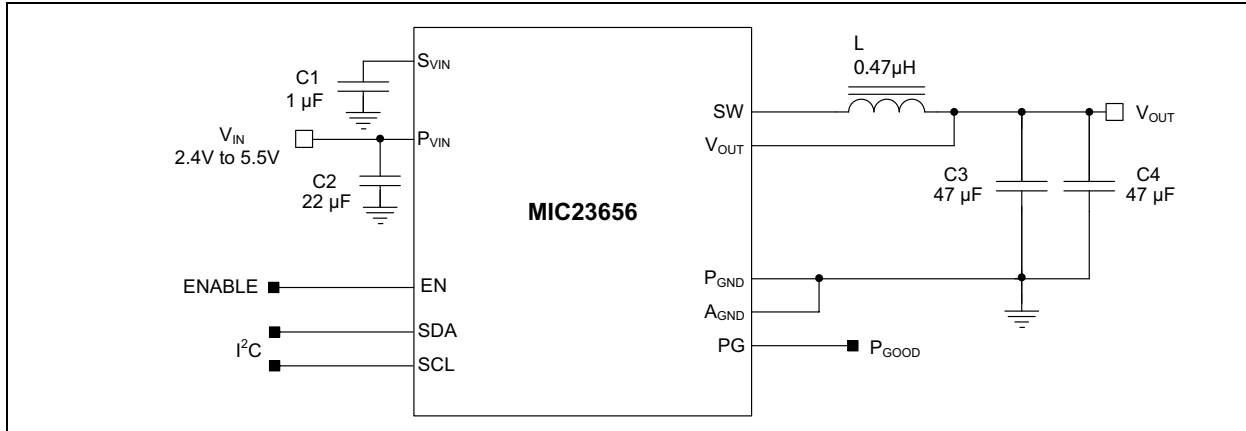 C1
1 µF
S_VIN
V_IN
2.4V to 5.5V
P_VIN
C2
22 µF
MIC23656
ENABLE
EN
I²C
SDA
SCL
L
0.47µH
SW
V_OUT
V_OUT
C3
47 µF
C4
47 µF
P_GND
A_GND
PG
P_GOOD